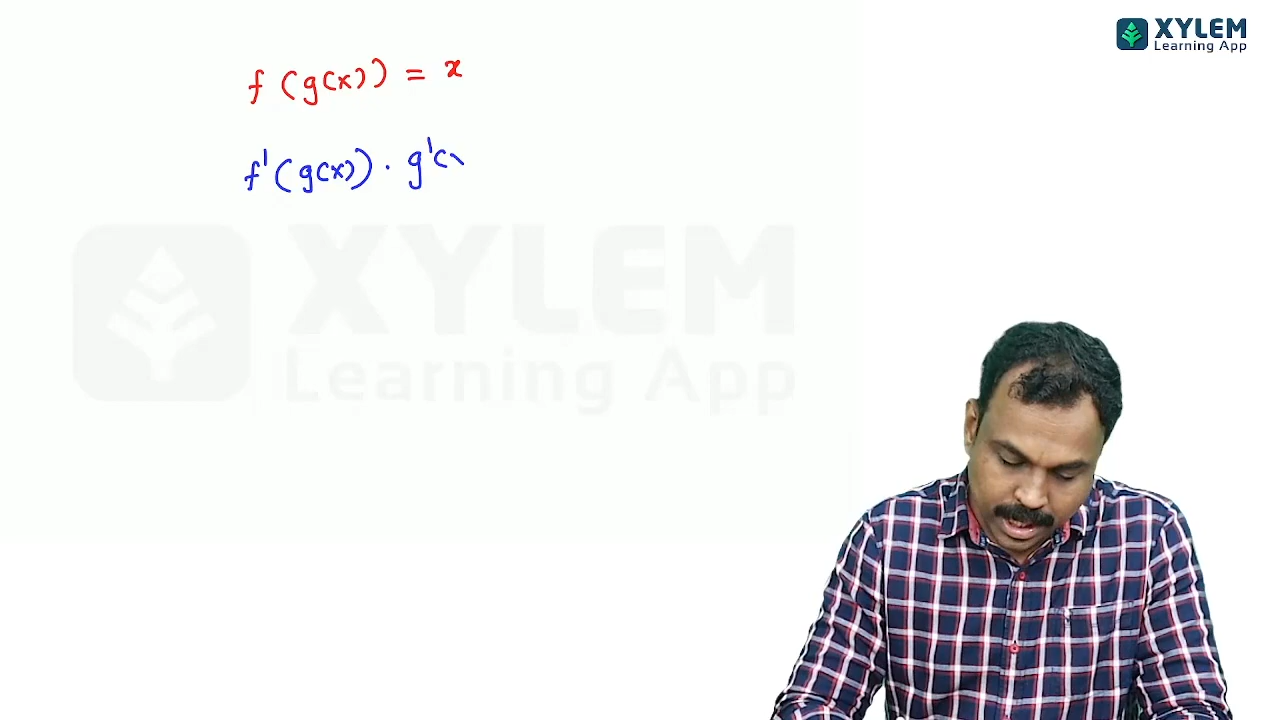 XYLEM
Learning App
f (g(x)) = x
f'(g(x)) · g'(x
XYLEM
Learning App